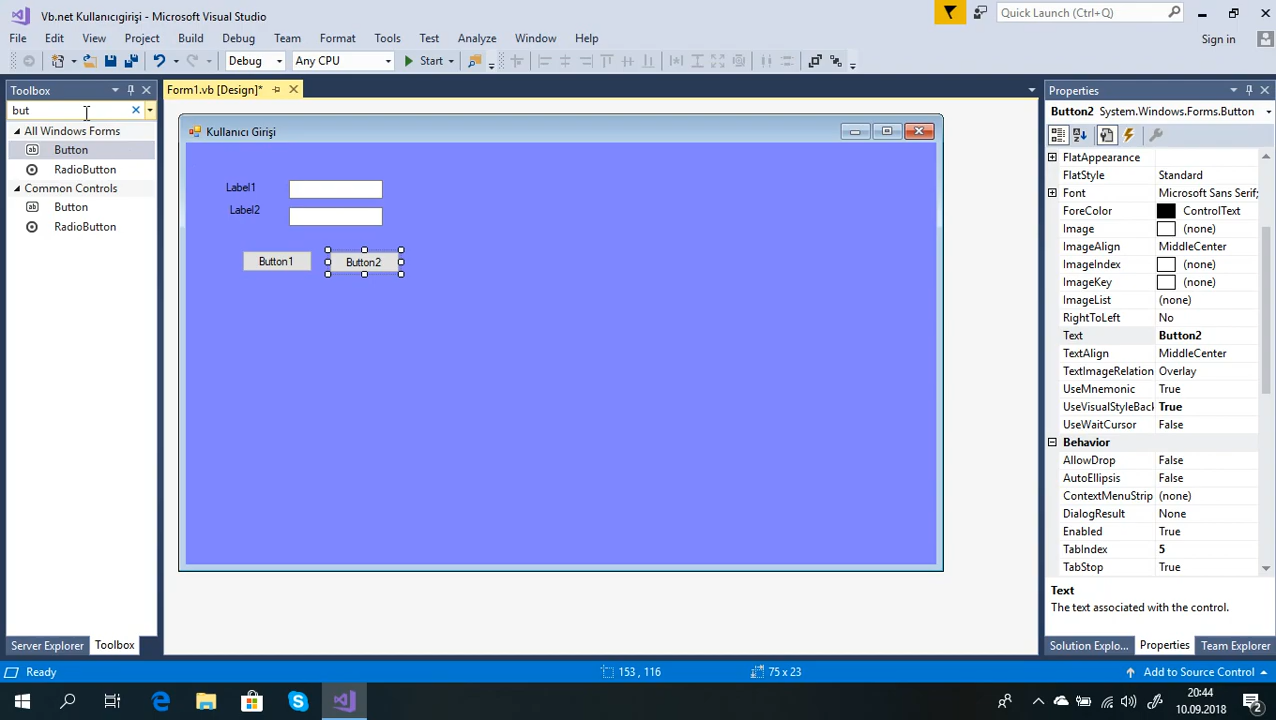 Vb.net Kullanıcıgirişi - Microsoft Visual Studio
Quick Launch (Ctrl+Q)
File Edit View Project Build Debug Team Format Tools Test Analyze Window Help
Sign in
Debug Any CPU Start
Toolbox
Form1.vb [Design]*
Properties
but
Button2 System.Windows.Forms.Button
All Windows Forms
Button
RadioButton
Common Controls
Button
RadioButton
Kullanıcı Girişi
Label1
Label2
Button1 Button2
FlatAppearance
FlatStyle Standard
Font Microsoft Sans Serif;
ForeColor ControlText
Image (none)
ImageAlign MiddleCenter
ImageIndex (none)
ImageKey (none)
ImageList (none)
RightToLeft No
Text Button2
TextAlign MiddleCenter
TextImageRelation Overlay
UseMnemonic True
UseVisualStyleBack True
UseWaitCursor False
Behavior
AllowDrop False
AutoEllipsis False
ContextMenuStrip (none)
DialogResult None
Enabled True
TabIndex 5
TabStop True
Text
The text associated with the control.
Server Explorer Toolbox
Solution Explo... Properties Team Explorer
Ready
153 , 116
75 x 23
Add to Source Control
20:44
10.09.2018
2